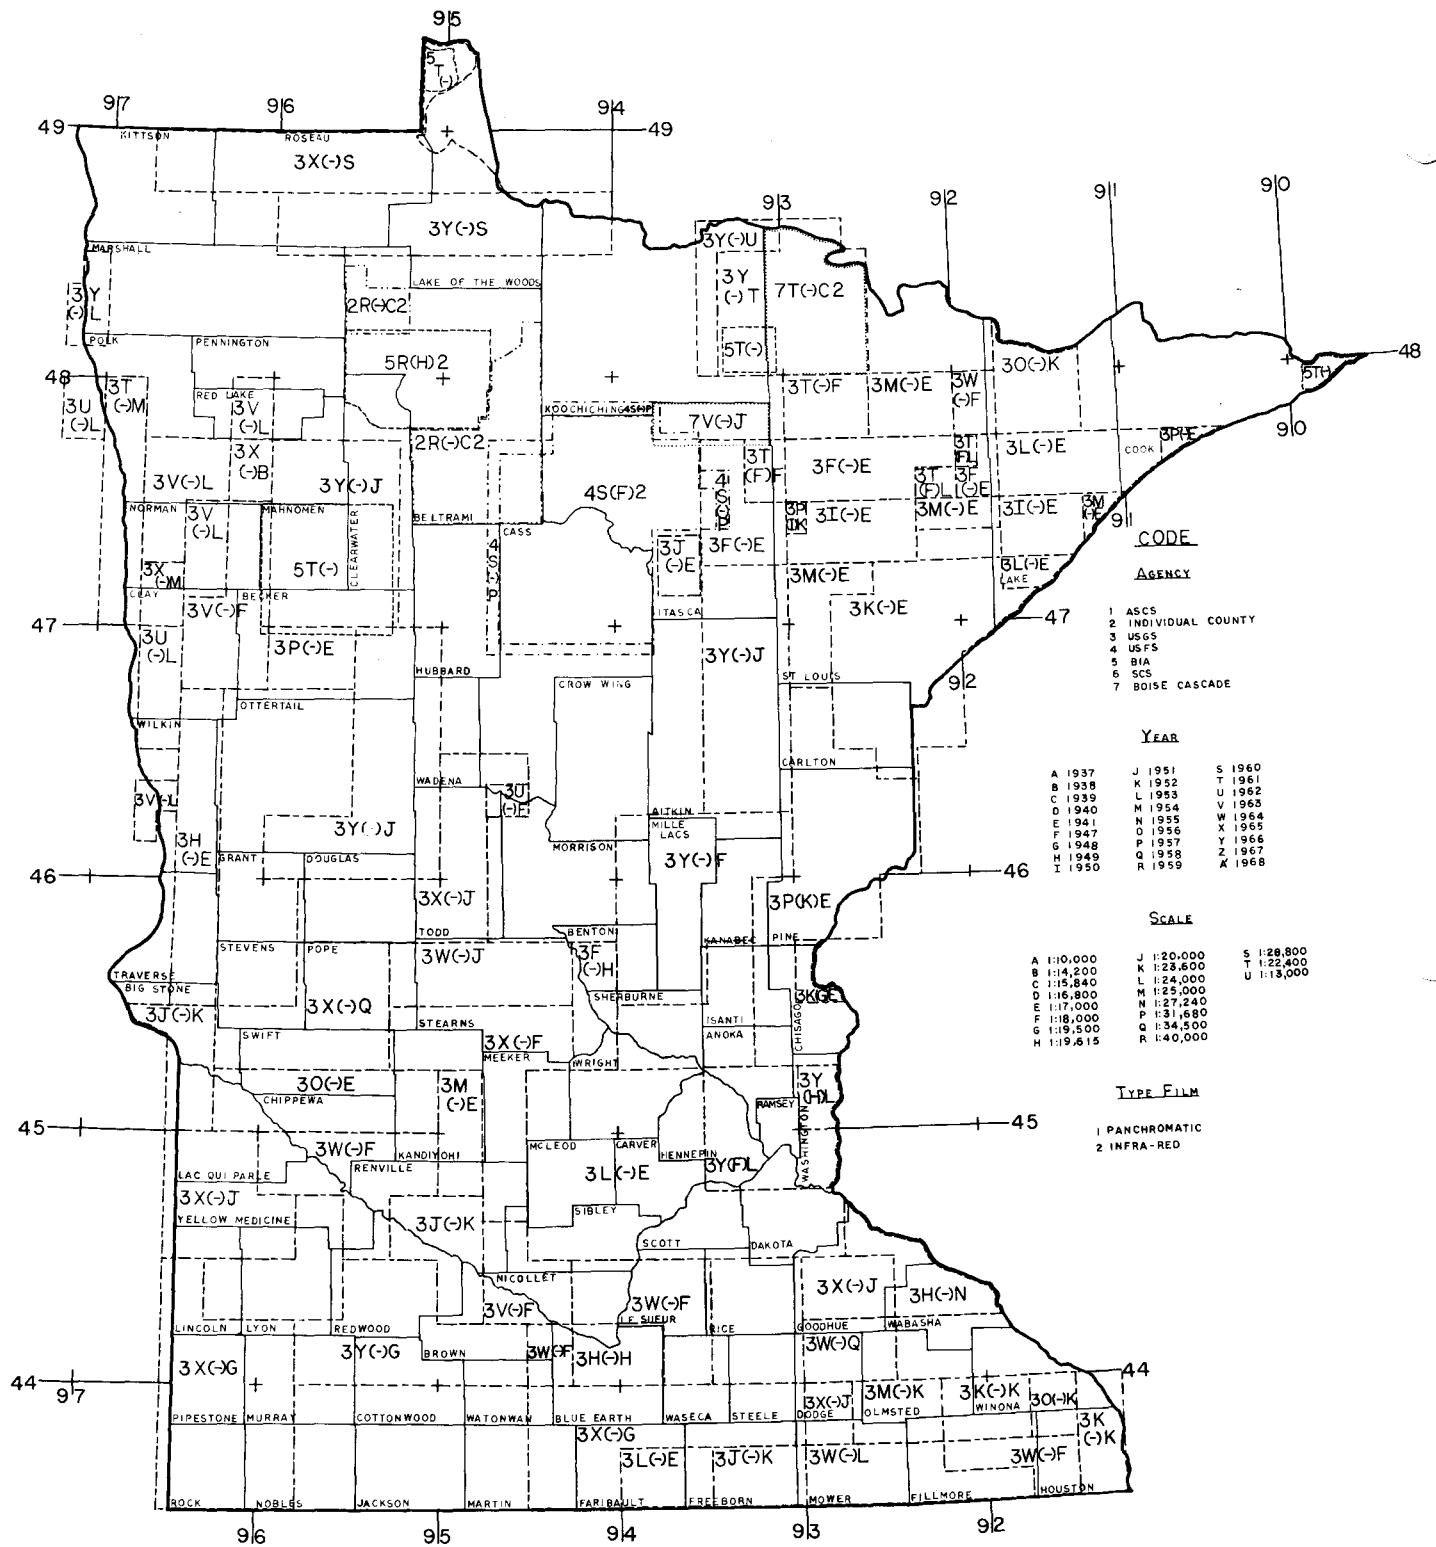 95
5
T
(-)
97
96
94
49
49
KITTSON
ROSEAU
3X(-)S
3Y(-)S
93
92
91
90
MARSHALL
LAKE OF THE WOODS
3Y(-)U
3Y
(-)T
7T(-)C2
3Y
(-)L
2R(-)C2
POLK
PENNINGTON
5R(H)2
5T(-)
3O(-)K
48
48
5T(-)
3T
(-)M
3U
(-)L
RED LAKE
3V
(-)L
KOOCHICHING
4S(-)P
7V(-)J
3T(-)F
3M(-)E
3W
(-)F
2R(-)C2
3X
(-)B
3T
(F)F
3F(-)E
3T
(F)L
3L(-)E
COOK
3P(-)E
90
3V(-)L
3Y(-)J
4S(F)2
4
S
(-)
P
3T
(F)L
3F
(-)E
NORMAN
3V
(-)L
MAHNOMEN
CLEARWATER
BELTRAMI
CASS
3I(-)E
3M(-)E
3I(-)E
3M
(-)E
91
3X
(-)M
5T(-)
4
S
(-)
P
3J
(-)E
3F(-)E
3M(-)E
3L(-)E
LAKE
CLAY
3V(-)F
BECKER
ITASCA
3K(-)E
47
47
3U
(-)L
3P(-)E
3Y(-)J
HUBBARD
CROW WING
ST LOUIS
92
OTTERTAIL
WILKIN
WADENA
CARLTON
3V(-)L
3U
(-)F
3H
(-)E
3Y(-)J
AITKIN
MILLE
LACS
GRANT
DOUGLAS
MORRISON
3Y(-)F
46
46
3X(-)J
3P(K)E
TODD
BENTON
KANABEC
PINE
STEVENS
POPE
3W(-)J
3F
(-)H
TRAVERSE
BIG STONE
SHERBURNE
3K(G)E
3J(-)K
3X(-)Q
STEARNS
ISANTI
ANOKA
CHISAGO
SWIFT
3X(-)F
MEEKER
WRIGHT
3O(-)E
3M
(-)E
3Y
(H)L
CHIPPEWA
RAMSEY
WASHINGTON
45
45
3W(-)F
KANDIYOHI
MCLEOD
CARVER
HENNEPIN
LAC QUI PARLE
RENVILLE
3L(-)E
3Y(F)L
3X(-)J
YELLOW MEDICINE
3J(-)K
SIBLEY
SCOTT
DAKOTA
NICOLLET
3X(-)J
3H(-)N
3V(-)F
3W(-)F
LINCOLN
LYON
REDWOOD
LE SUEUR
RICE
GOODHUE
WABASHA
3X(-)G
3Y(-)G
BROWN
3W(-)F
3H(-)H
3W(-)Q
44
97
44
3X(-)J
3M(-)K
3K(-)K
3O(-)K
PIPESTONE
MURRAY
COTTONWOOD
WATONWAN
BLUE EARTH
WASECA
STEELE
DODGE
OLMSTED
WINONA
3K
(-)K
3X(-)G
3L(-)E
3J(-)K
3W(-)L
3W(-)F
ROCK
NOBLES
JACKSON
MARTIN
FARIBAULT
FREEBORN
MOWER
FILLMORE
HOUSTON
96
95
94
93
92
CODE
AGENCY
1 ASCS
2 INDIVIDUAL COUNTY
3 USGS
4 USFS
5 BIA
6 SCS
7 BOISE CASCADE
YEAR
A 1937
B 1938
C 1939
D 1940
E 1941
F 1947
G 1948
H 1949
I 1950
J 1951
K 1952
L 1953
M 1954
N 1955
O 1956
P 1957
Q 1958
R 1959
S 1960
T 1961
U 1962
V 1963
W 1964
X 1965
Y 1966
Z 1967
A' 1968
SCALE
A 1:10,000
B 1:14,200
C 1:15,840
D 1:16,800
E 1:17,000
F 1:18,000
G 1:19,500
H 1:19,615
J 1:20,000
K 1:23,600
L 1:24,000
M 1:25,000
N 1:27,240
P 1:31,680
Q 1:34,500
R 1:40,000
S 1:28,800
T 1:22,400
U 1:13,000
TYPE FILM
1 PANCHROMATIC
2 INFRA-RED